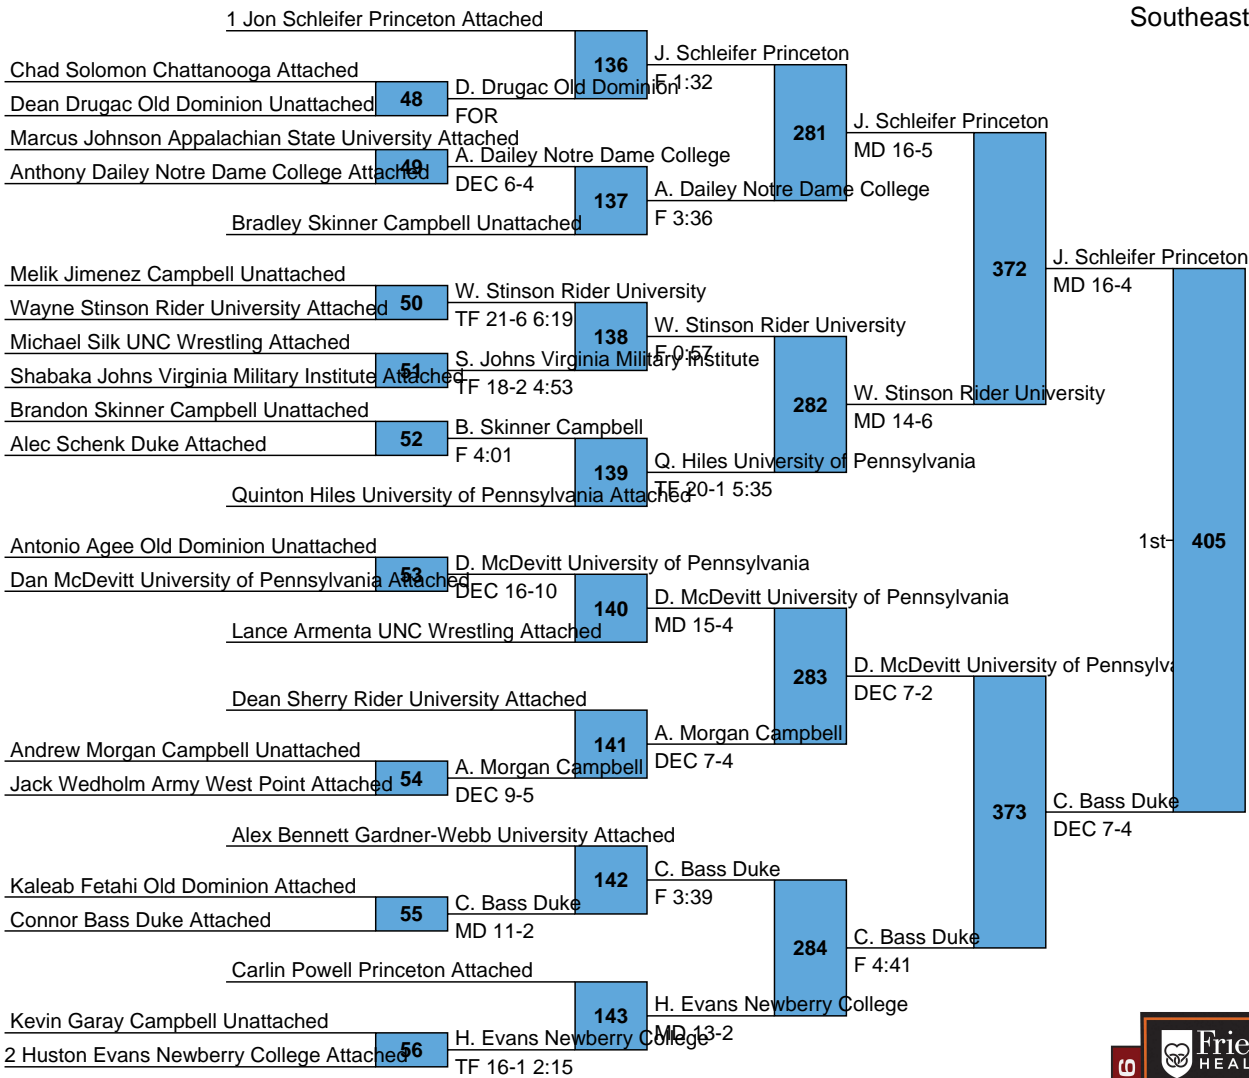 Southeast
1 Jon Schleifer Princeton Attached
136
J. Schleifer Princeton
F 1:32
Chad Solomon Chattanooga Attached
48
Dean Drugac Old Dominion Unattached
D. Drugac Old Dominion
FOR
281
J. Schleifer Princeton
MD 16-5
Marcus Johnson Appalachian State University Attached
49
Anthony Dailey Notre Dame College Attached
A. Dailey Notre Dame College
DEC 6-4
137
A. Dailey Notre Dame College
F 3:36
Bradley Skinner Campbell Unattached
372
J. Schleifer Princeton
MD 16-4
Melik Jimenez Campbell Unattached
50
Wayne Stinson Rider University Attached
W. Stinson Rider University
TF 21-6 6:19
138
W. Stinson Rider University
F 0:57
Michael Silk UNC Wrestling Attached
51
Shabaka Johns Virginia Military Institute Attached
S. Johns Virginia Military Institute
TF 18-2 4:53
282
W. Stinson Rider University
MD 14-6
Brandon Skinner Campbell Unattached
52
Alec Schenk Duke Attached
B. Skinner Campbell
F 4:01
139
Q. Hiles University of Pennsylvania
TF 20-1 5:35
Quinton Hiles University of Pennsylvania Attached
1st
405
Antonio Agee Old Dominion Unattached
53
Dan McDevitt University of Pennsylvania Attached
D. McDevitt University of Pennsylvania
DEC 16-10
140
D. McDevitt University of Pennsylvania
MD 15-4
Lance Armenta UNC Wrestling Attached
283
D. McDevitt University of Pennsylva
DEC 7-2
Dean Sherry Rider University Attached
141
A. Morgan Campbell
DEC 7-4
Andrew Morgan Campbell Unattached
54
Jack Wedholm Army West Point Attached
A. Morgan Campbell
DEC 9-5
373
C. Bass Duke
DEC 7-4
Alex Bennett Gardner-Webb University Attached
142
C. Bass Duke
F 3:39
Kaleab Fetahi Old Dominion Attached
55
Connor Bass Duke Attached
C. Bass Duke
MD 11-2
284
C. Bass Duke
F 4:41
Carlin Powell Princeton Attached
143
H. Evans Newberry College
MD 13-2
Kevin Garay Campbell Unattached
56
2 Huston Evans Newberry College Attached
H. Evans Newberry College
TF 16-1 2:15
Frie
HEAL